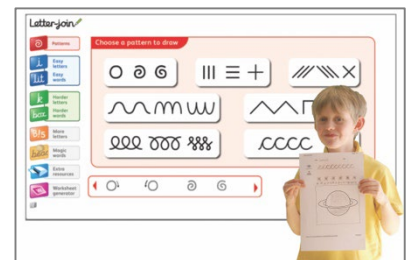 Letter-join
Patterns
Choose a pattern to draw
Easy
letters
Easy
words
Harder
letters
Harder
words
More
letters
Magic
words
Extra
resources
Worksheet
generator